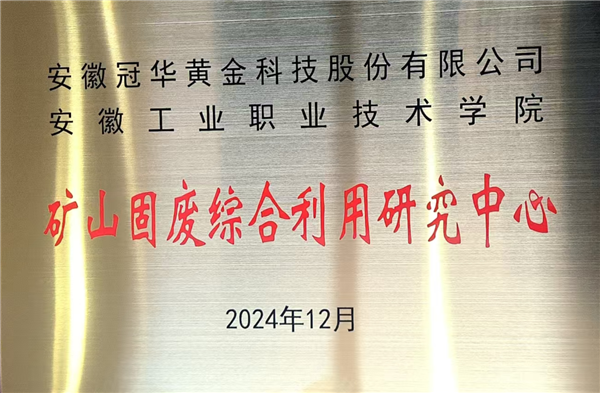 安徽冠华黄金科技股份有限公司
安徽工业职业技术学院
矿山固废综合利用研究中心
2024年12月